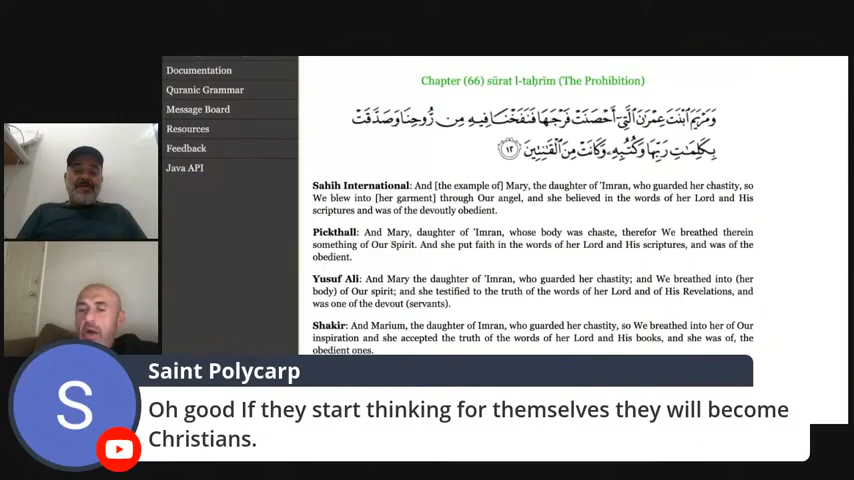 Documentation
Quranic Grammar
Message Board
Resources
Feedback
Java API
Chapter (66) sūrat l-taḥrīm (The Prohibition)
وَمَرْيَمَ ابْنَتَ عِمْرَانَ الَّتِي أَحْصَنَتْ فَرْجَهَا فَنَفَخْنَا فِيهِ مِن رُّوحِنَا وَصَدَّقَتْ
بِكَلِمَاتِ رَبِّهَا وَكُتُبِهِ وَكَانَتْ مِنَ الْقَانِتِينَ ١٢
Sahih International: And [the example of] Mary, the daughter of 'Imran, who guarded her chastity, so
We blew into [her garment] through Our angel, and she believed in the words of her Lord and His
scriptures and was of the devoutly obedient.
Pickthall: And Mary, daughter of 'Imran, whose body was chaste, therefor We breathed therein
something of Our Spirit. And she put faith in the words of her Lord and His scriptures, and was of the
obedient.
Yusuf Ali: And Mary the daughter of 'Imran, who guarded her chastity; and We breathed into (her
body) of Our spirit; and she testified to the truth of the words of her Lord and of His Revelations, and
was one of the devout (servants).
Shakir: And Marium, the daughter of Imran, who guarded her chastity, so We breathed into her of Our
inspiration and she accepted the truth of the words of her Lord and His books, and she was of, the
obedient ones.
S
Saint Polycarp
Oh good If they start thinking for themselves they will become
Christians.